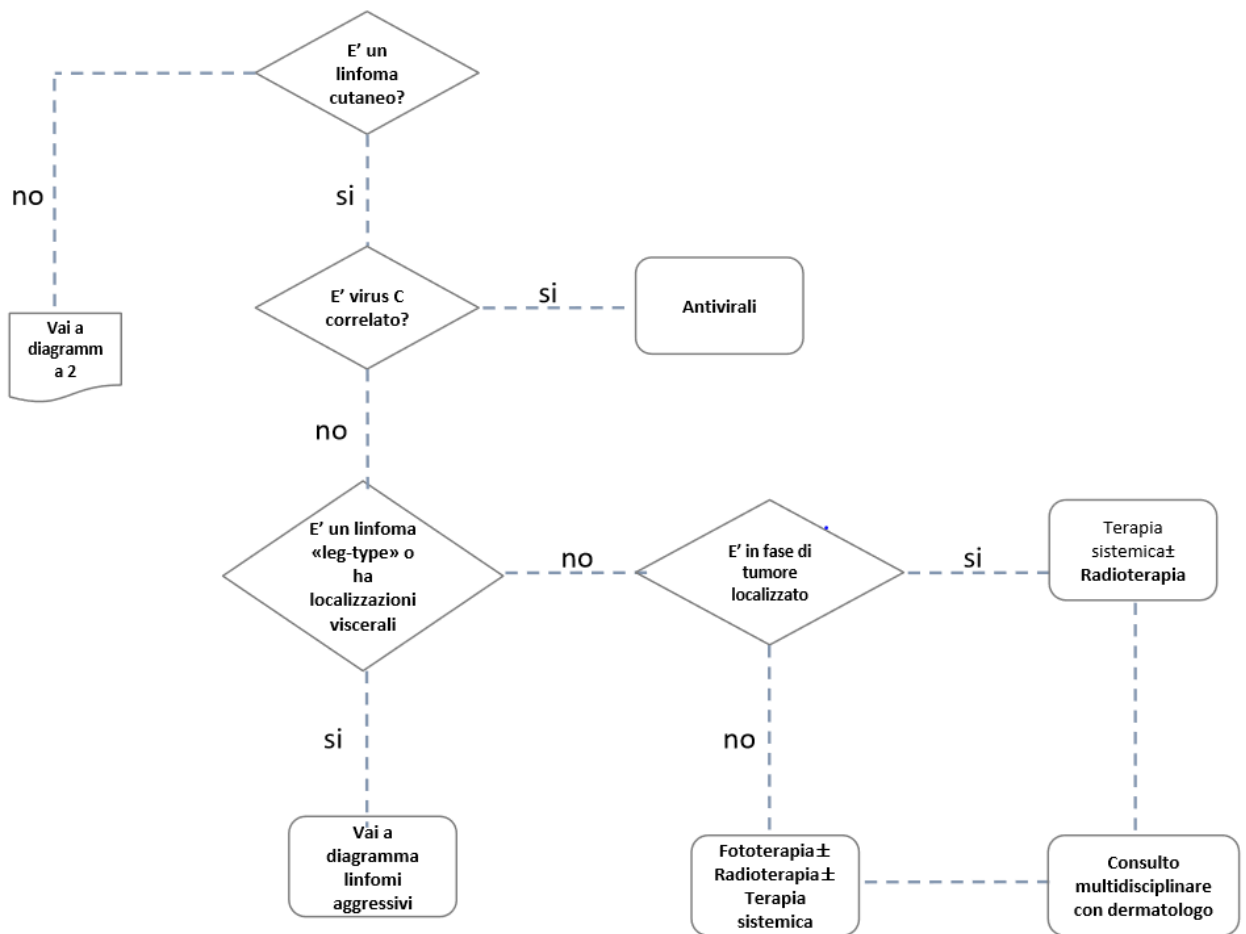 E’ un
linfoma
cutaneo?
no
si
E’ virus C
correlato?
si
Antivirali
Vai a
diagramm
a 2
no
E’ un linfoma
«leg-type» o
ha
localizzazioni
viscerali
no
E’ in fase di
tumore
localizzato
si
Terapia
sistemica±
Radioterapia
si
no
Vai a
diagramma
linfomi
aggressivi
Fototerapia±
Radioterapia±
Terapia
sistemica
Consulto
multidisciplinare
con dermatologo